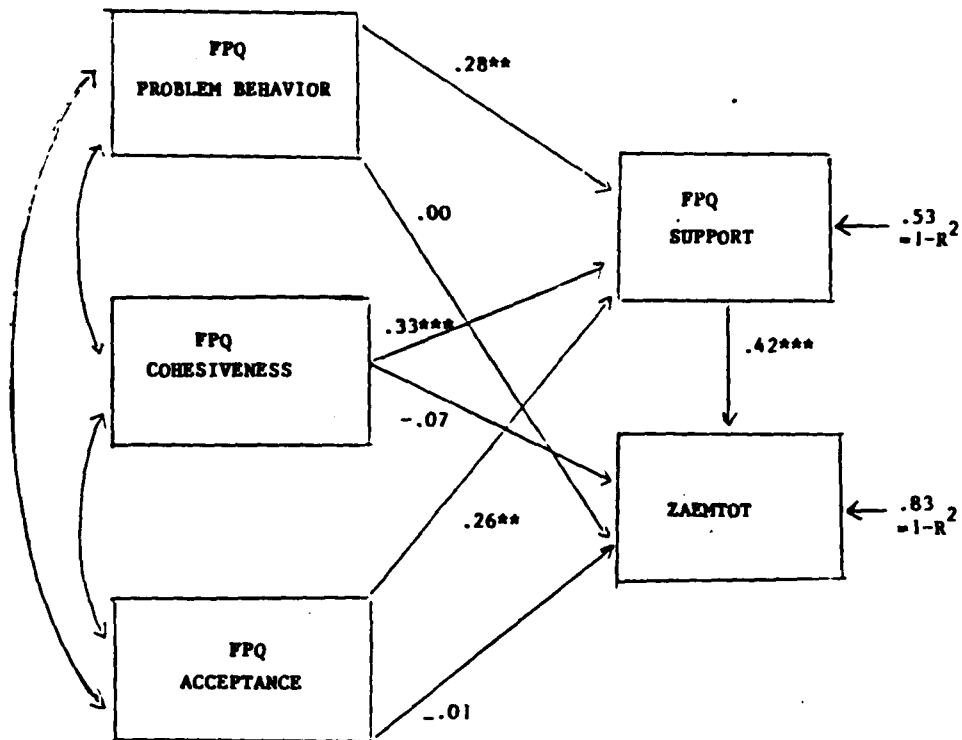 FPQ
PROBLEM BEHAVIOR
.28**
FPQ
SUPPORT
.53
=1-R²
.00
FPQ
COHESIVENESS
.33***
-.07
.42***
ZAEMTOT
.83
=1-R²
.26**
FPQ
ACCEPTANCE
-.01